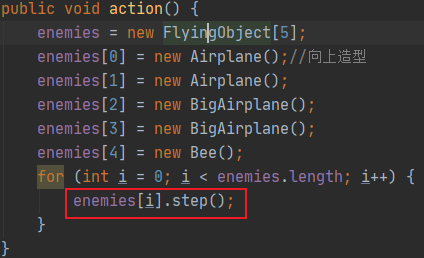 public void action() {
    enemies = new FlyingObject[5];
    enemies[0] = new Airplane();//向上造型
    enemies[1] = new Airplane();
    enemies[2] = new BigAirplane();
    enemies[3] = new BigAirplane();
    enemies[4] = new Bee();
    for (int i = 0; i < enemies.length; i++) {
        enemies[i].step();
    }
}